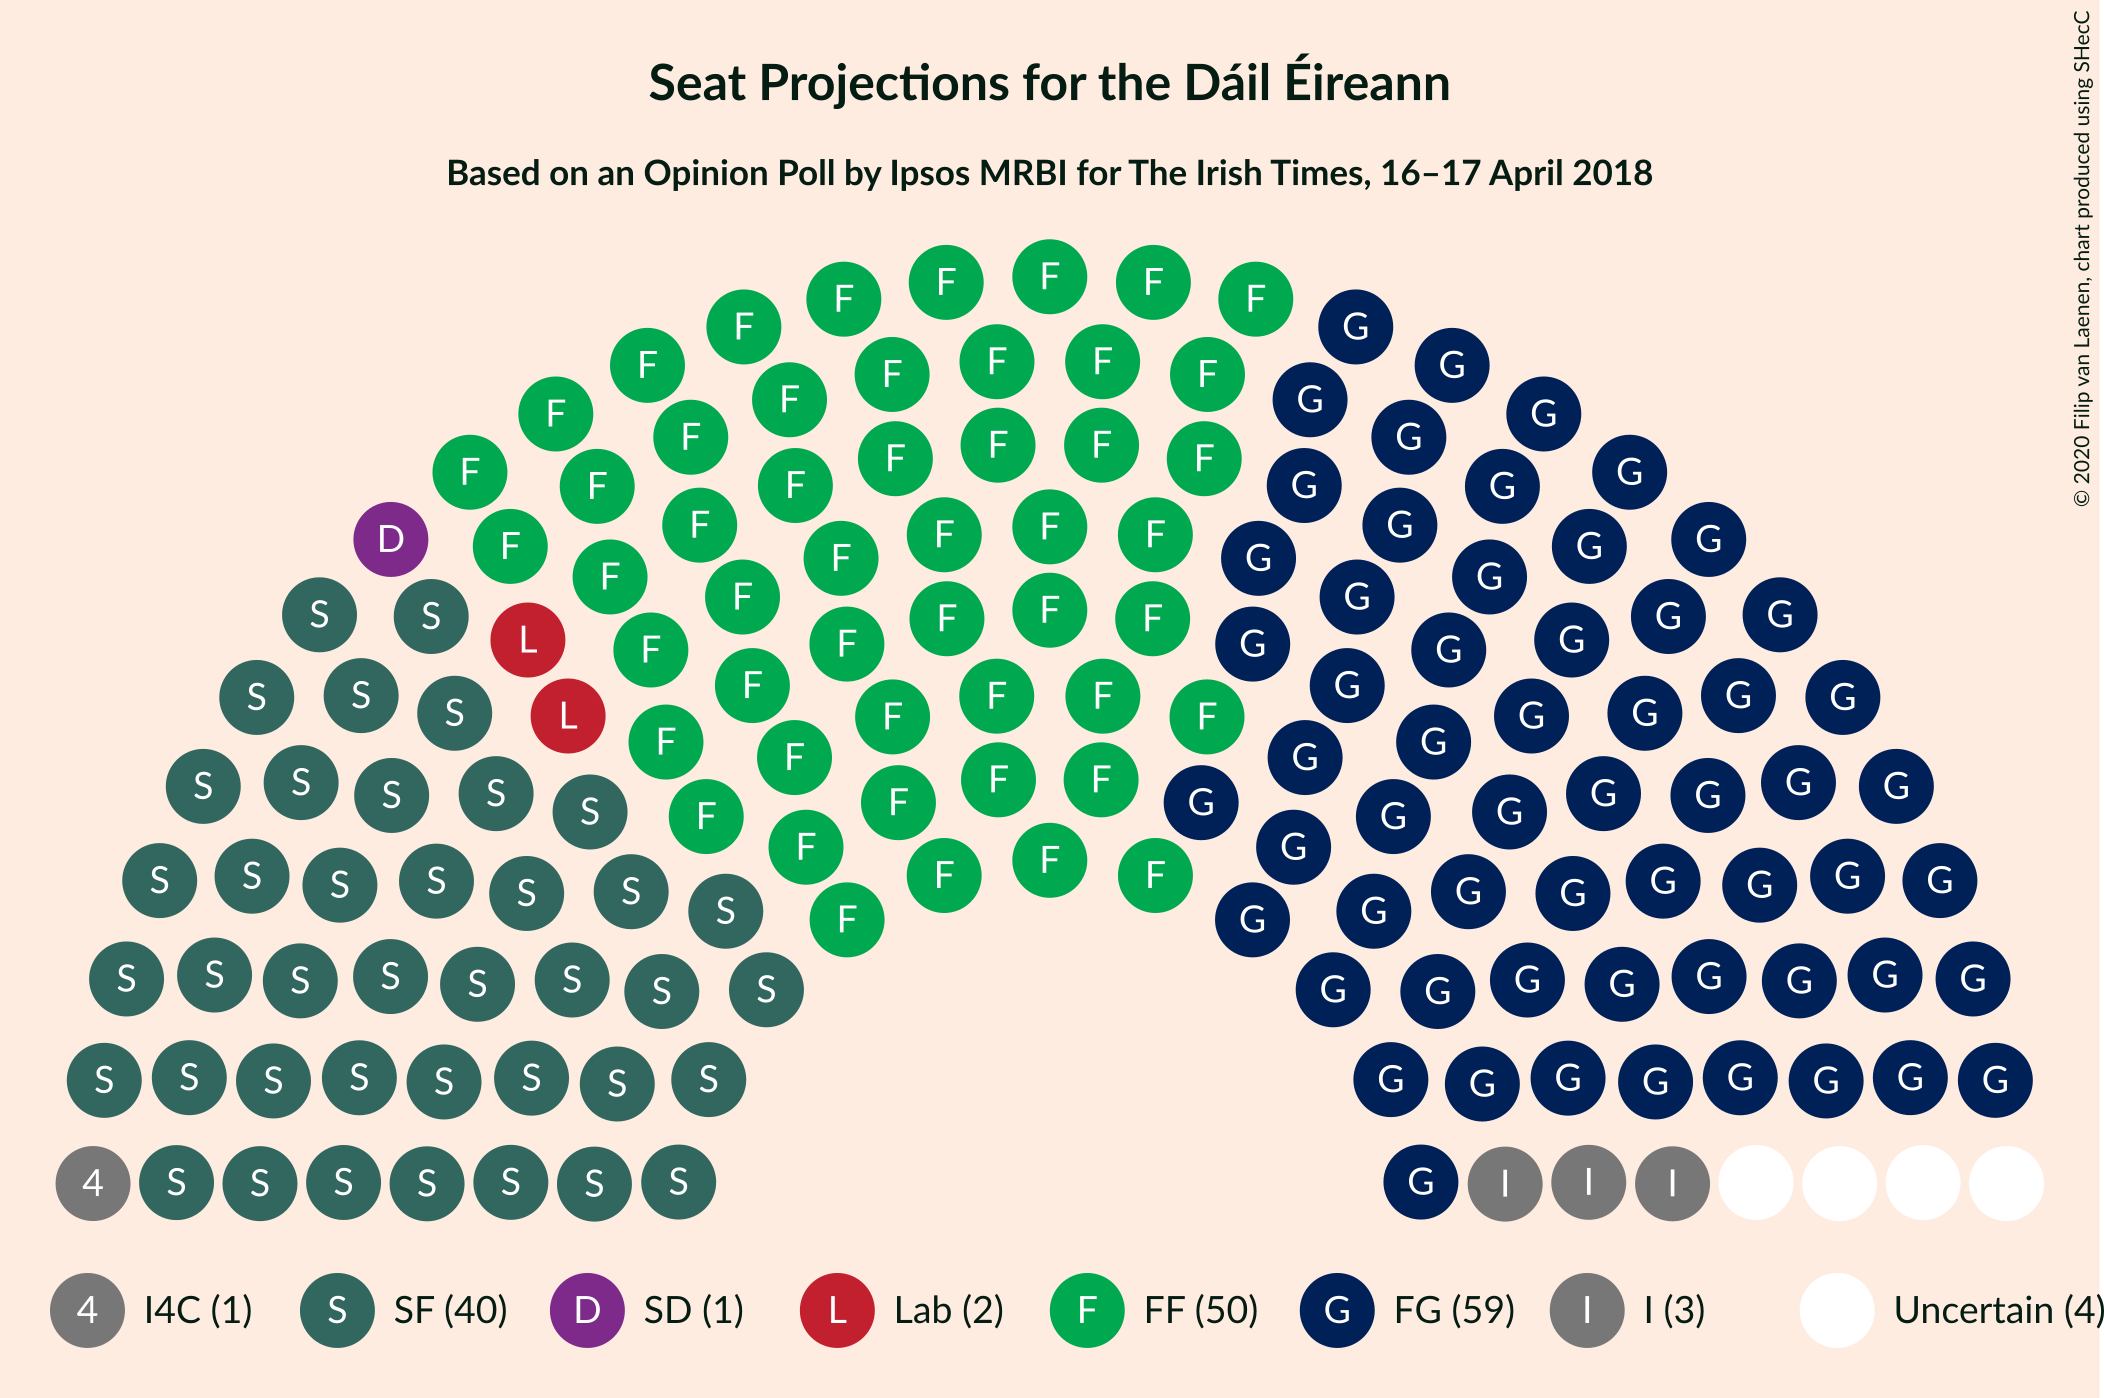 Seat Projections for the Dáil Éireann
Based on an Opinion Poll by Ipsos MRBI for The Irish Times, 16–17 April 2018
© 2020 Filip van Laenen, chart produced using SHecC
F F F F F
F G
F F F F G
F F G
F G
F F F F G
F G
F F G
F G
F F G
D F F F G G
F F G G
F F G G
S S F F F G G G
L F G G
S S F F G G G
S L F F F F G G G
F G
S S F F F G G G
S S F F G G G
S F G G
F G
S S F F F G G G
S S S F F G G G
S F G G
S S S S S S S S G G G G G G G G
S S S S S S S S G G G G G G G G
4 S S S S S S S G I I I
4 I4C (1) S SF (40) D SD (1) L Lab (2) F FF (50) G FG (59) I I (3) Uncertain (4)